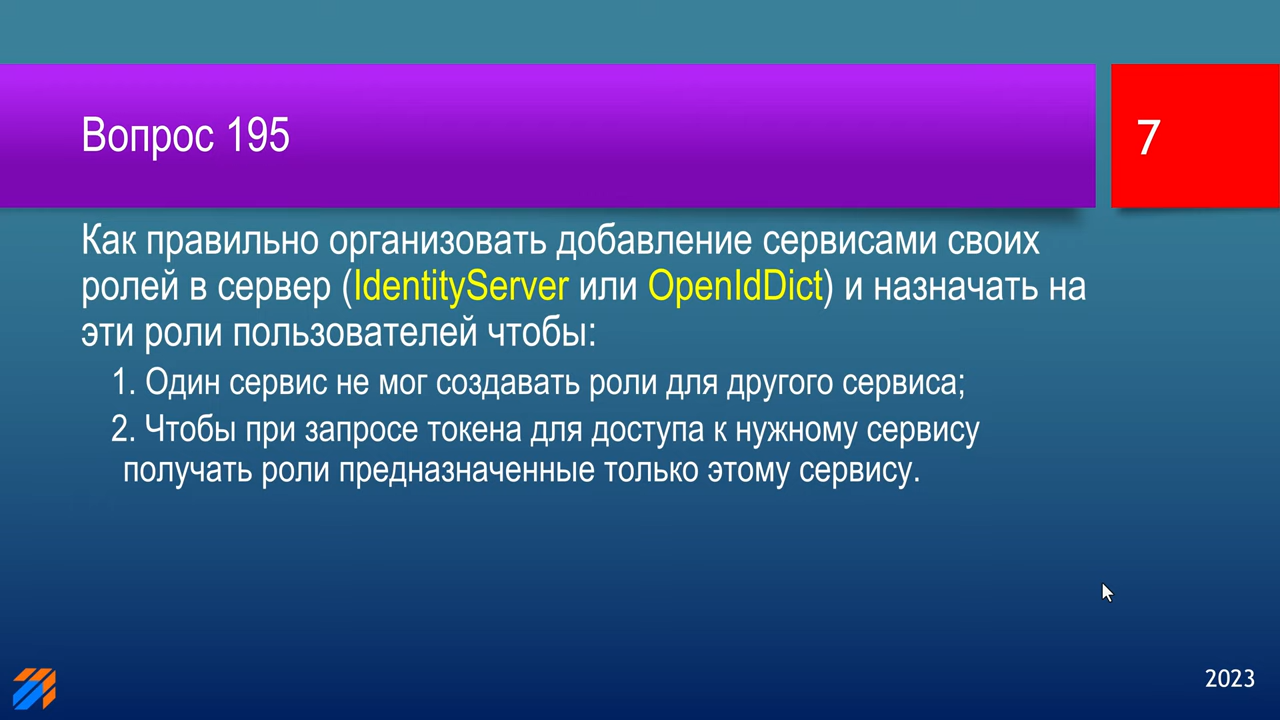 Вопрос 195
7
Как правильно организовать добавление сервисами своих
ролей в сервер (IdentityServer или OpenIdDict) и назначать на
эти роли пользователей чтобы:
1. Один сервис не мог создавать роли для другого сервиса;
2. Чтобы при запросе токена для доступа к нужному сервису
получать роли предназначенные только этому сервису.
2023